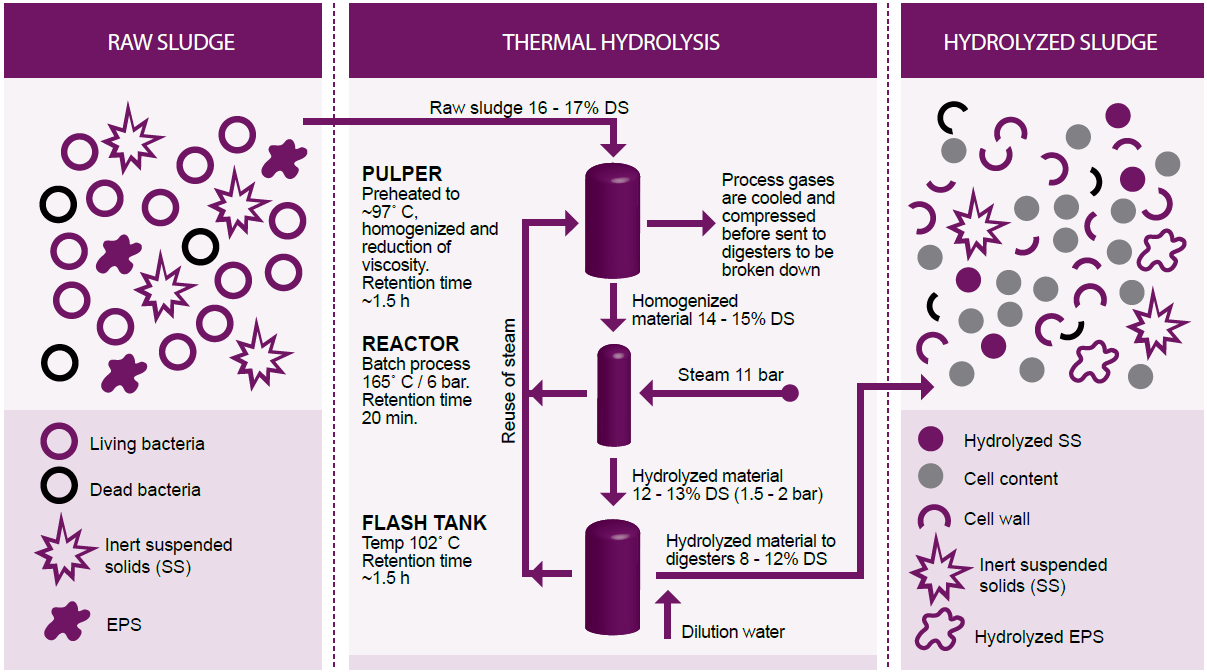 RAW SLUDGE
THERMAL HYDROLYSIS
HYDROLYZED SLUDGE
Raw sludge 16 - 17% DS
PULPER
Preheated to
~97˚ C,
homogenized and
reduction of
viscosity.
Retention time
~1.5 h
Process gases
are cooled and
compressed
before sent to
digesters to be
broken down
Homogenized
material 14 - 15% DS
REACTOR
Batch process
165˚ C / 6 bar.
Retention time
20 min.
Reuse of steam
Steam 11 bar
Hydrolyzed material
12 - 13% DS (1.5 - 2 bar)
FLASH TANK
Temp 102˚ C
Retention time
~1.5 h
Hydrolyzed material to
digesters 8 - 12% DS
Dilution water
Living bacteria
Dead bacteria
Inert suspended
solids (SS)
EPS
Hydrolyzed SS
Cell content
Cell wall
Inert suspended
solids (SS)
Hydrolyzed EPS